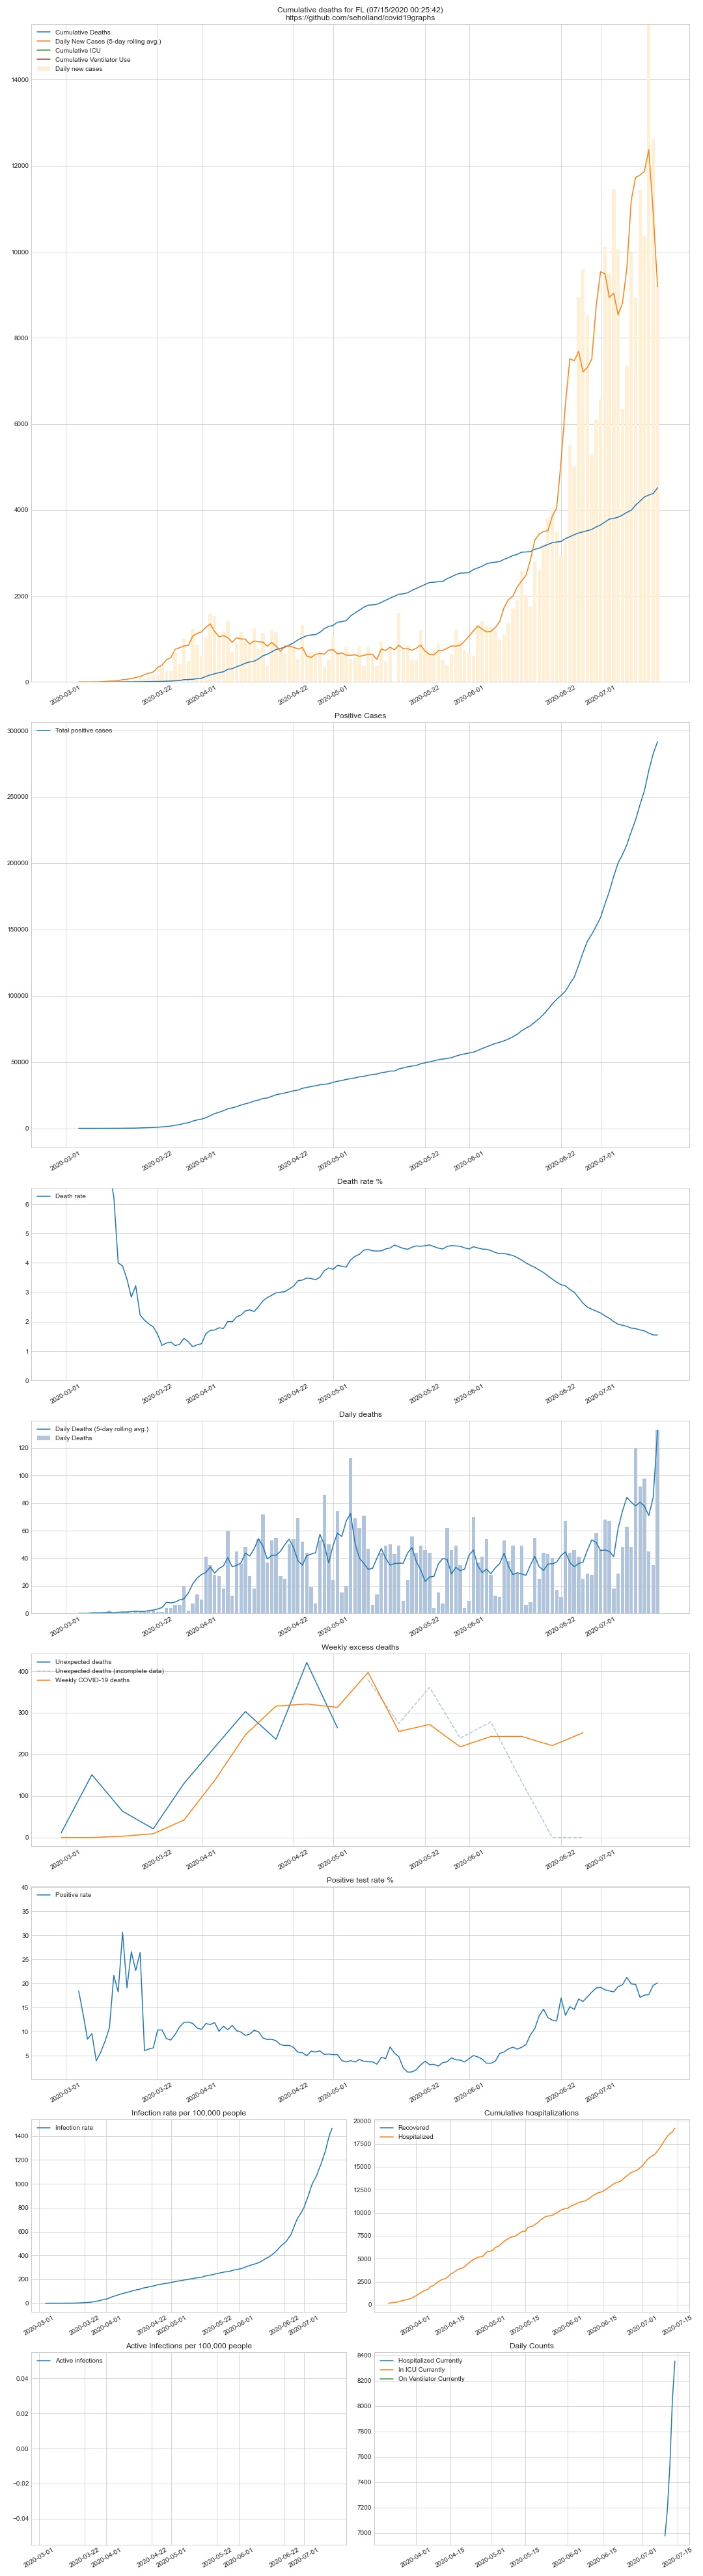 Cumulative deaths for FL (07/15/2020 00:25:42)
https://github.com/seholland/covid19graphs
Cumulative Deaths
Daily New Cases (5-day rolling avg.)
Cumulative ICU
Cumulative Ventilator Use
Daily new cases
14000
12000
10000
8000
6000
4000
2000
0
2020-03-01 2020-03-22 2020-04-01 2020-04-22 2020-05-01 2020-05-22 2020-06-01 2020-06-22 2020-07-01
Positive Cases
Total positive cases
300000
250000
200000
150000
100000
50000
0
2020-03-01 2020-03-22 2020-04-01 2020-04-22 2020-05-01 2020-05-22 2020-06-01 2020-06-22 2020-07-01
Death rate %
Death rate
6
5
4
3
2
1
0
2020-03-01 2020-03-22 2020-04-01 2020-04-22 2020-05-01 2020-05-22 2020-06-01 2020-06-22 2020-07-01
Daily deaths
Daily Deaths (5-day rolling avg.)
Daily Deaths
120
100
80
60
40
20
0
2020-03-01 2020-03-22 2020-04-01 2020-04-22 2020-05-01 2020-05-22 2020-06-01 2020-06-22 2020-07-01
Weekly excess deaths
Unexpected deaths
Unexpected deaths (incomplete data)
Weekly COVID-19 deaths
400
300
200
100
0
2020-03-01 2020-03-22 2020-04-01 2020-04-22 2020-05-01 2020-05-22 2020-06-01 2020-06-22 2020-07-01
Positive test rate %
Positive rate
40
35
30
25
20
15
10
5
2020-03-01 2020-03-22 2020-04-01 2020-04-22 2020-05-01 2020-05-22 2020-06-01 2020-06-22 2020-07-01
Infection rate per 100,000 people
Infection rate
1400
1200
1000
800
600
400
200
0
2020-03-01 2020-03-22 2020-04-01 2020-04-22 2020-05-01 2020-05-22 2020-06-01 2020-06-22 2020-07-01
Cumulative hospitalizations
Recovered
Hospitalized
20000
17500
15000
12500
10000
7500
5000
2500
0
2020-04-01 2020-04-15 2020-05-01 2020-05-15 2020-06-01 2020-06-15 2020-07-01 2020-07-15
Active Infections per 100,000 people
Active infections
0.04
0.02
0.00
−0.02
−0.04
2020-03-01 2020-03-22 2020-04-01 2020-04-22 2020-05-01 2020-05-22 2020-06-01 2020-06-22 2020-07-01
Daily Counts
Hospitalized Currently
In ICU Currently
On Ventilator Currently
8400
8200
8000
7800
7600
7400
7200
7000
2020-04-01 2020-04-15 2020-05-01 2020-05-15 2020-06-01 2020-06-15 2020-07-01 2020-07-15